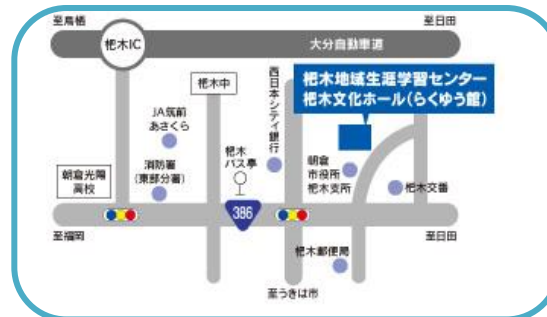 至鳥栖
至日田
杷木IC
大分自動車道
杷木地域生涯学習センター
杷木文化ホール(らくゆう館)
杷木中
西日本シティ銀行
JA筑前
あさくら
杷木
バス亭
朝倉光陽
高校
消防署
(東部分署)
朝倉
市役所
杷木支所
杷木交番
386
至福岡
至日田
杷木郵便局
至うきは市